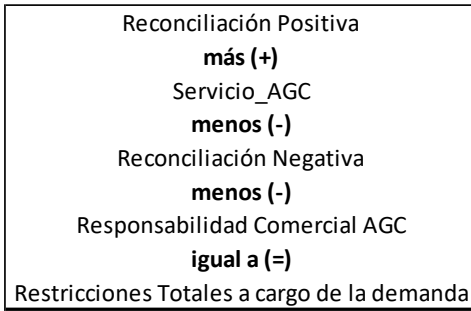 Reconciliación Positiva
más (+)
Servicio_AGC
menos (-)
Reconciliación Negativa
menos (-)
Responsabilidad Comercial AGC
igual a (=)
Restricciones Totales a cargo de la demanda